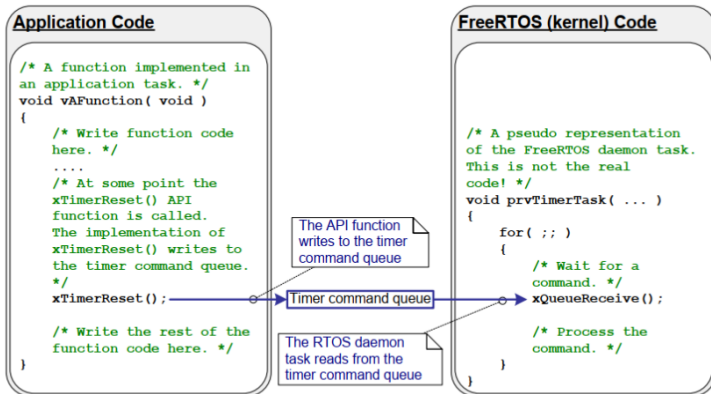 Application Code
/* A function implemented in
an application task. */
void vAFunction( void )
{
/* Write function code
here. */
....
/* At some point the
xTimerReset() API
function is called.
The implementation of
xTimerReset() writes to
the timer command queue.
*/
xTimerReset();
/* Write the rest of the
function code here. */
}
The API function
writes to the timer
command queue
Timer command queue
The RTOS daemon
task reads from the
timer command queue
FreeRTOS (kernel) Code
/* A pseudo representation
of the FreeRTOS daemon task.
This is not the real
code! */
void prvTimerTask( ... )
{
for( ;; )
{
/* Wait for a
command. */
xQueueReceive();
/* Process the
command. */
}
}